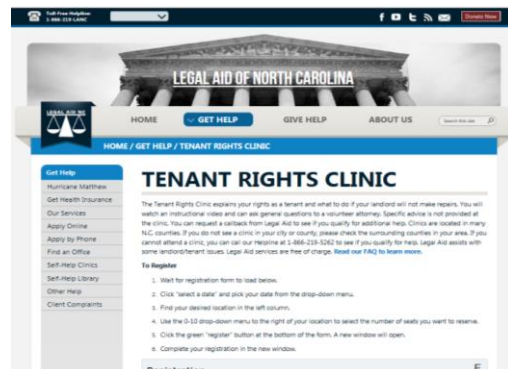 Toll Free Helpline:
1-866-219-LANC
Donate Now
LEGAL AID OF NORTH CAROLINA
LEGAL AID NC
HOME
GET HELP
GIVE HELP
ABOUT US
Search this site
HOME / GET HELP / TENANT RIGHTS CLINIC
Get Help
Hurricane Matthew
Get Health Insurance
Our Services
Apply Online
Apply by Phone
Find an Office
Self-Help Clinics
Self-Help Library
Other Help
Client Complaints
TENANT RIGHTS CLINIC
The Tenant Rights Clinic explains your rights as a tenant and what to do if your landlord will not make repairs. You will
watch an instructional video and can ask general questions to a volunteer attorney. Specific advice is not provided at
the clinic. You can request a callback from Legal Aid to see if you qualify for additional help. Clinics are located in many
N.C. counties. If you do not see a clinic in your city or county, please check the surrounding counties in your area. If you
cannot attend a clinic, you can call our Helpline at 1-866-219-5262 to see if you qualify for help. Legal Aid assists with
some landlord/tenant issues. Legal Aid services are free of charge. Read our FAQ to learn more.
To Register
1. Wait for registration form to load below.
2. Click "select a date" and pick your date from the drop-down menu.
3. Find your desired location in the left column.
4. Use the 0-10 drop-down menu to the right of your location to select the number of seats you want to reserve.
5. Click the green "register" button at the bottom of the form. A new window will open.
6. Complete your registration in the new window.
Registration